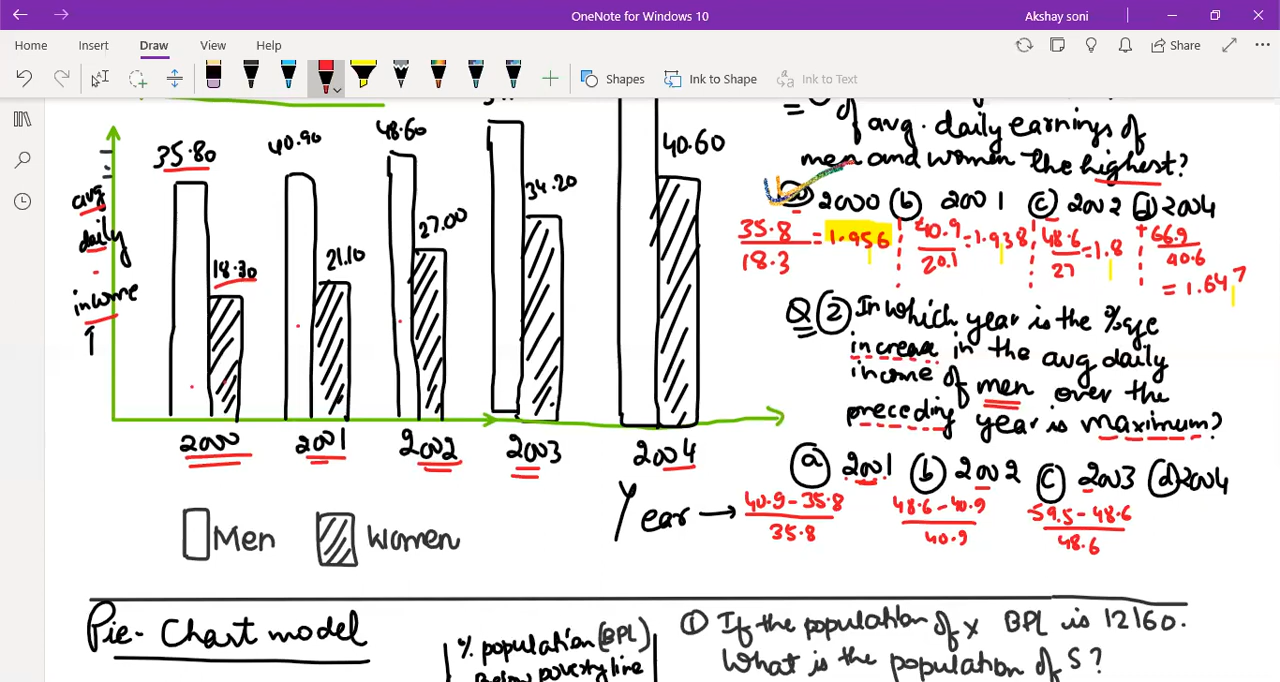 OneNote for Windows 10
Akshay soni
Home Insert Draw View Help
Share
Shapes
Ink to Shape
Ink to Text
of avg. daily earnings of
men and women the highest?
(a) 2000 (b) 2001 (c) 2002 (d) 2004
35.8/18.3 = 1.956
40.9/20.1 = 1.938
48.6/27 = 1.8
66.9/40.6 = 1.647
Q (2) In which year is the %ge
increase in the avg daily
income of men over the
preceding year is maximum?
(a) 2001 (b) 2002 (c) 2003 (d) 2004
40.9-35.8/35.8
48.6-40.9/40.9
59.5-48.6/48.6
avg
daily
income
35.80
18.30
40.90
21.10
48.60
27.00
34.20
40.60
2000 2001 2002 2003 2004
Year →
Men
Women
Pie-Chart model
% population (BPL)
Below poverty line
① If the population of x BPL is 12160.
What is the population of S?